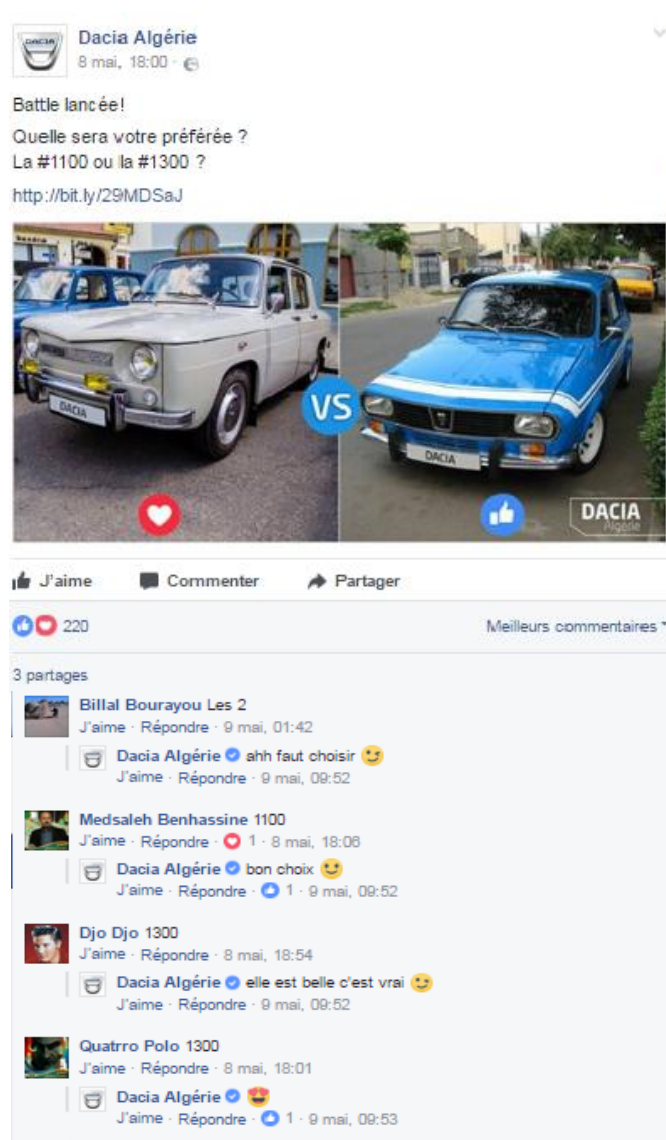 DACIA
Dacia Algérie
8 mai, 18:00 ·
Battle lancée!
Quelle sera votre préférée ?
La #1100 ou la #1300 ?
http://bit.ly/29MDSaJ
DACIA
VS
DACIA
DACIA
Algérie
J'aime Commenter Partager
220 Meilleurs commentaires
3 partages
Billal Bourayou Les 2
J'aime · Répondre · 9 mai, 01:42
Dacia Algérie ahh faut choisir 😉
J'aime · Répondre · 9 mai, 09:52
Medsaleh Benhassine 1100
J'aime · Répondre · 1 · 8 mai, 18:06
Dacia Algérie bon choix 😉
J'aime · Répondre · 1 · 9 mai, 09:52
Djo Djo 1300
J'aime · Répondre · 8 mai, 18:54
Dacia Algérie elle est belle c'est vrai 😉
J'aime · Répondre · 9 mai, 09:52
Quatrro Polo 1300
J'aime · Répondre · 8 mai, 18:01
Dacia Algérie 😍
J'aime · Répondre · 1 · 9 mai, 09:53